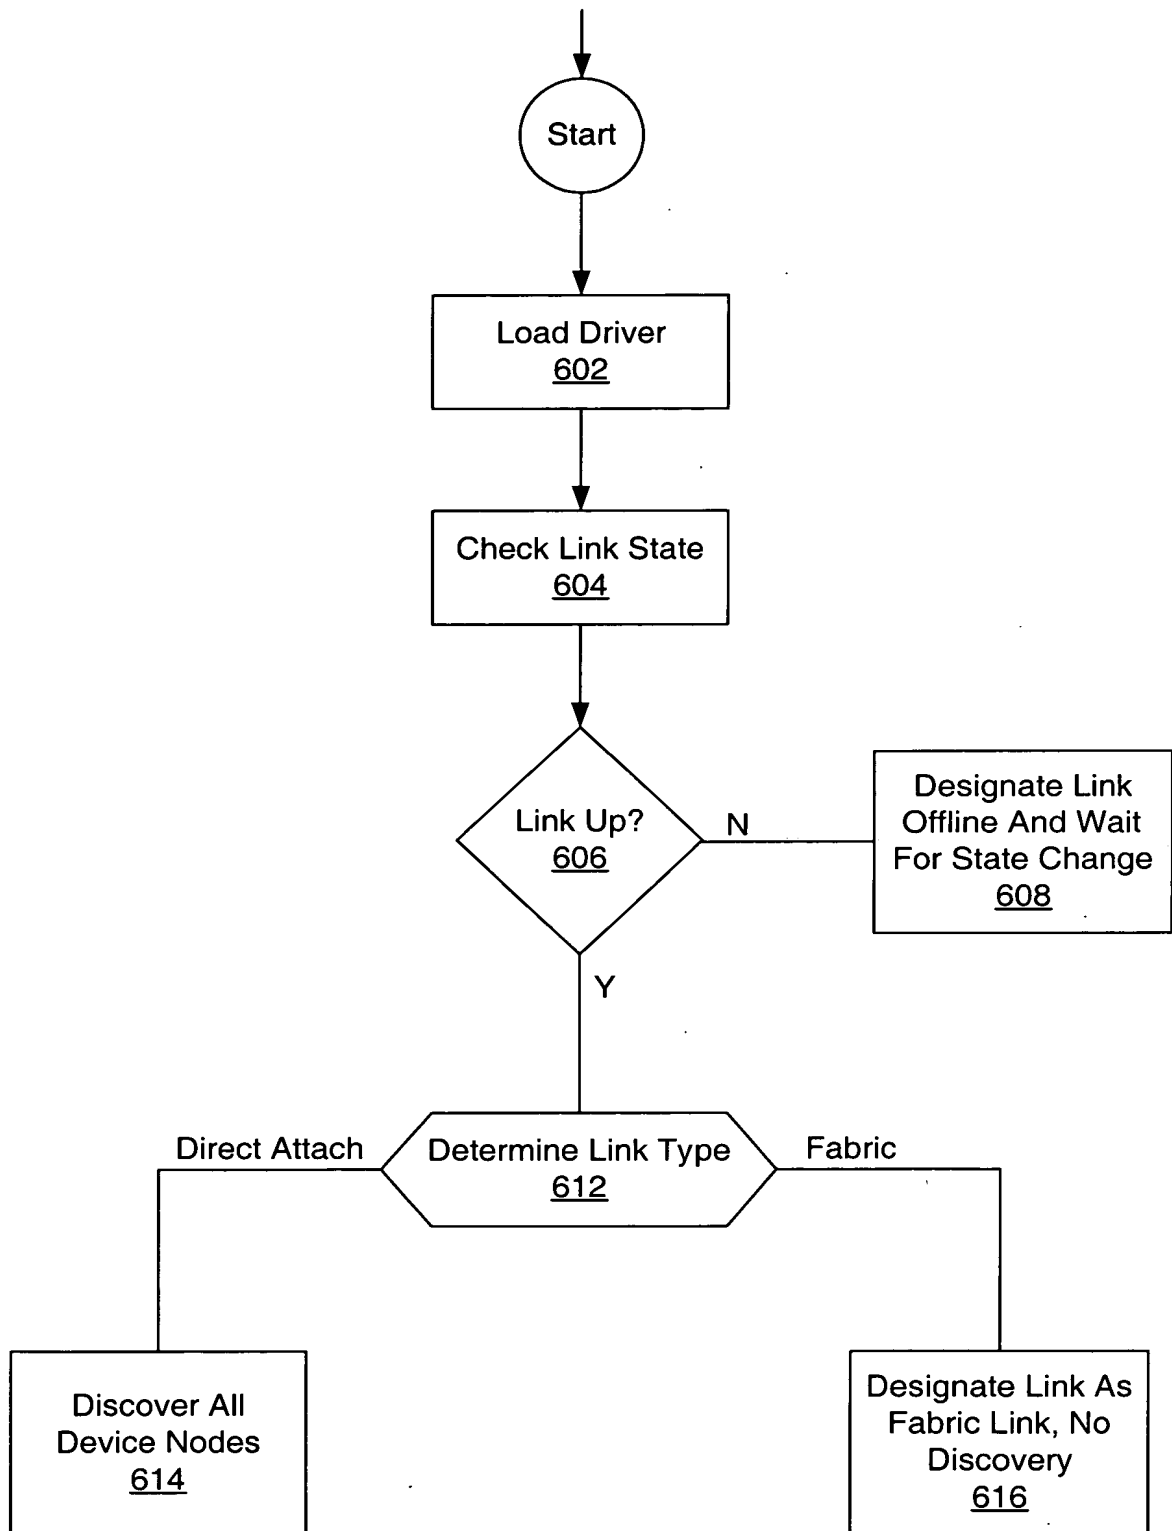 Start
Load Driver
602
Check Link State
604
Link Up?
606
N
Designate Link
Offline And Wait
For State Change
608
Y
Direct Attach
Determine Link Type
612
Fabric
Discover All
Device Nodes
614
Designate Link As
Fabric Link, No
Discovery
616